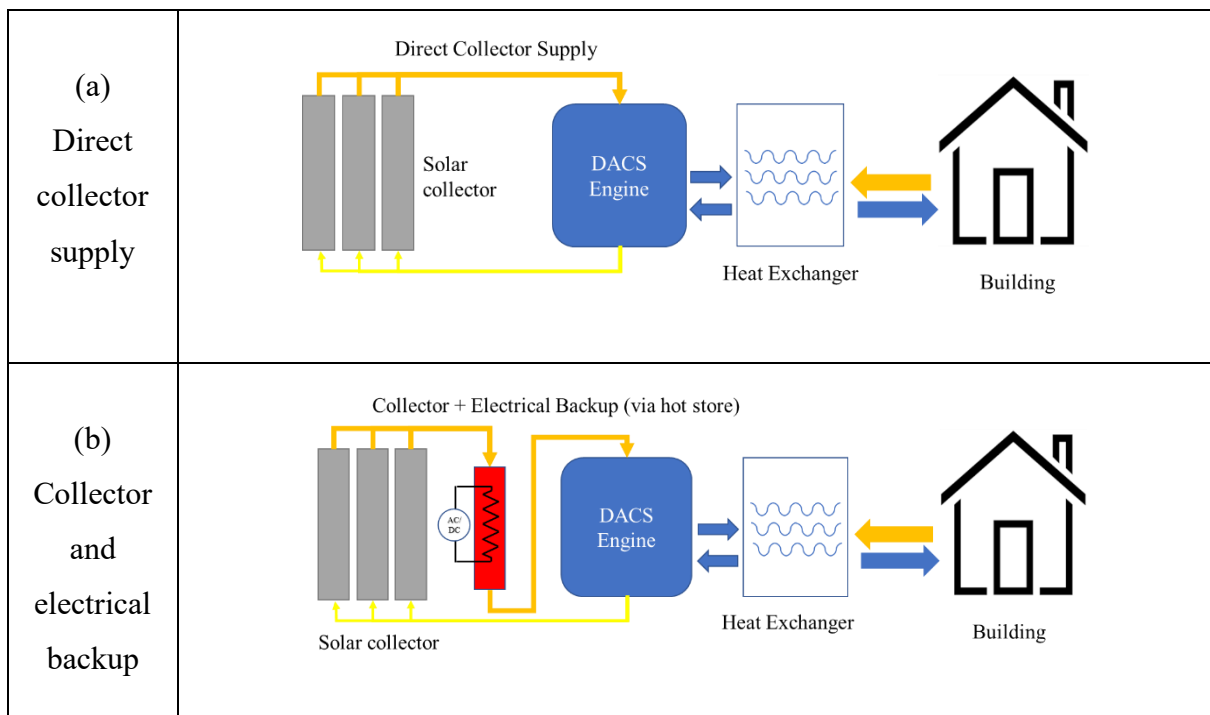 (a)
Direct
collector
supply
Direct Collector Supply
Solar
collector
DACS
Engine
Heat Exchanger
Building
(b)
Collector
and
electrical
backup
Collector + Electrical Backup (via hot store)
AC/
DC
DACS
Engine
Solar collector
Heat Exchanger
Building